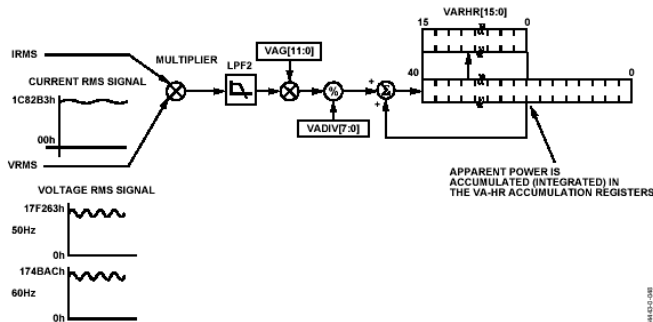 VARHR[15:0]
15 0
IRMS
MULTIPLIER
VAG[11:0]
LPF2
CURRENT RMS SIGNAL
40 0
1C82B3h
%
+
Σ
+
VADIV[7:0]
00h
VRMS
APPARENT POWER IS
ACCUMULATED (INTEGRATED) IN
THE VA-HR ACCUMULATION REGISTERS
VOLTAGE RMS SIGNAL
17F263h
50Hz
0h
174BACh
60Hz
0h